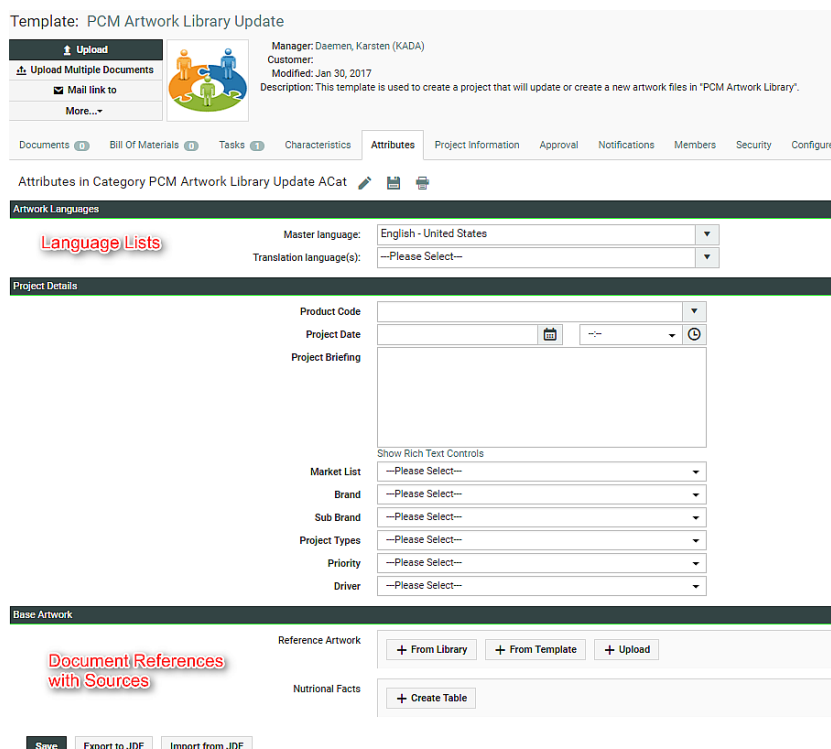 Template: PCM Artwork Library Update
Upload
Upload Multiple Documents
Mail link to
More...
Manager: Daemen, Karsten (KADA)
Customer:
Modified: Jan 30, 2017
Description: This template is used to create a project that will update or create a new artwork files in "PCM Artwork Library".
Documents 0 Bill Of Materials 0 Tasks 1 Characteristics Attributes Project Information Approval Notifications Members Security Configure
Attributes in Category PCM Artwork Library Update ACat
Artwork Languages
Language Lists
Master language: English - United States
Translation language(s): ---Please Select---
Project Details
Product Code
Project Date --:--
Project Briefing
Show Rich Text Controls
Market List ---Please Select---
Brand ---Please Select---
Sub Brand ---Please Select---
Project Types ---Please Select---
Priority ---Please Select---
Driver ---Please Select---
Base Artwork
Reference Artwork + From Library + From Template + Upload
Document References
with Sources
Nutrional Facts + Create Table
Save Export to JDF Import from JDF